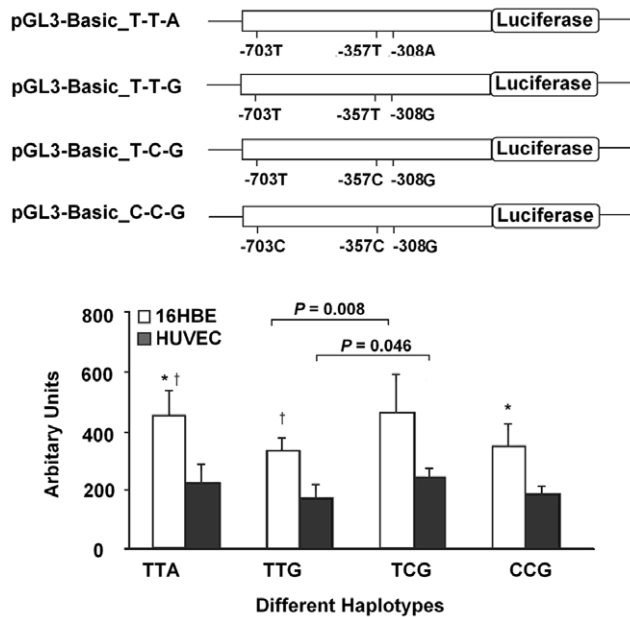 pGL3-Basic_T-T-A Luciferase
-703T -357T -308A
pGL3-Basic_T-T-G Luciferase
-703T -357T -308G
pGL3-Basic_T-C-G Luciferase
-703T -357C -308G
pGL3-Basic_C-C-G Luciferase
-703C -357C -308G
800
600
400
200
0
Arbitary Units
16HBE
HUVEC
P = 0.008
P = 0.046
* †
†
*
TTA TTG TCG CCG
Different Haplotypes